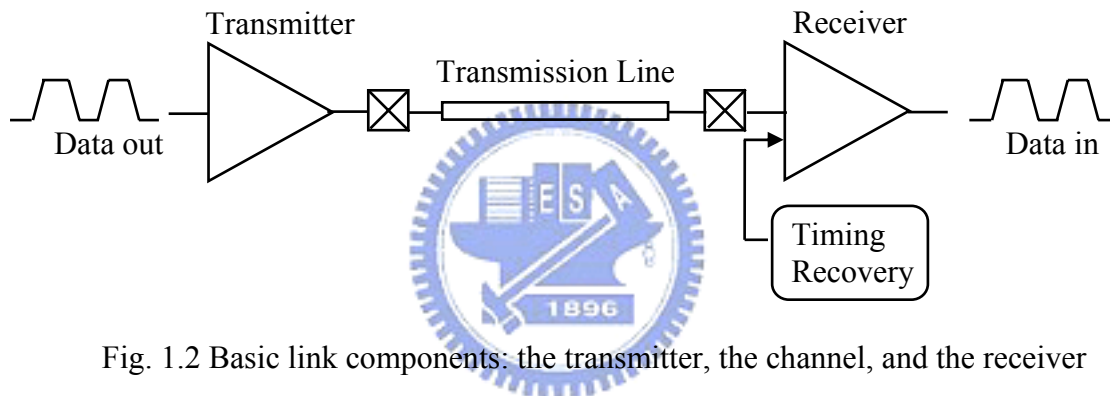 Transmitter
Receiver
Transmission Line
Data out
Data in
Timing
Recovery
ESA
1896
Fig. 1.2 Basic link components: the transmitter, the channel, and the receiver